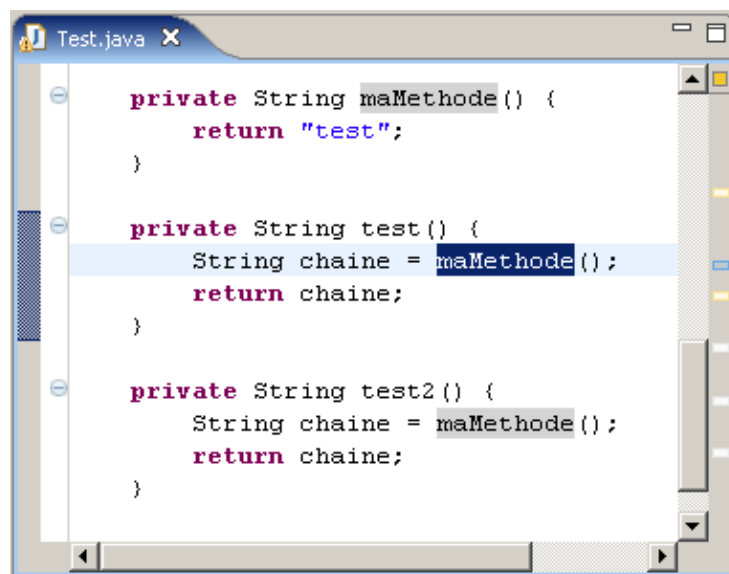 Test.java
private String maMethode() {
return "test";
}
private String test() {
String chaine = maMethode();
return chaine;
}
private String test2() {
String chaine = maMethode();
return chaine;
}